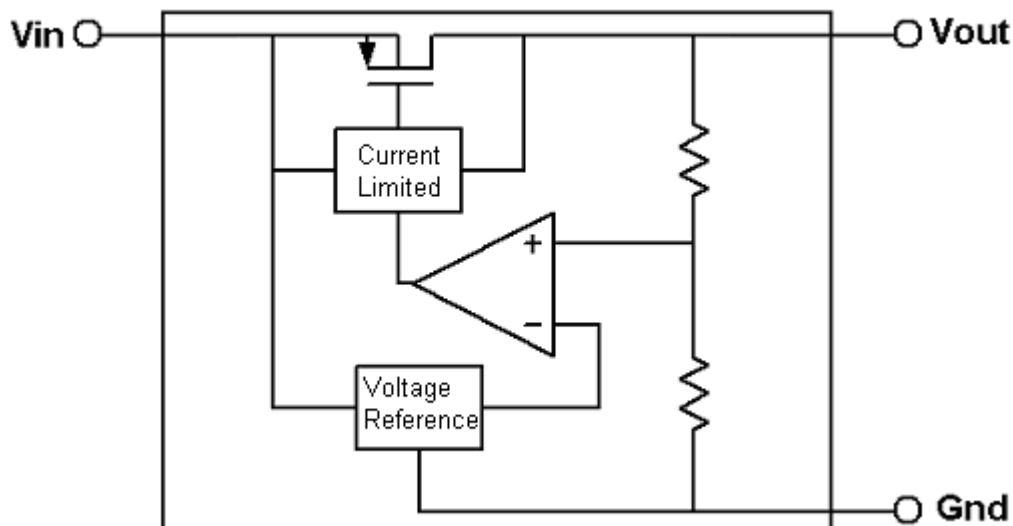 Vin
Vout
Current
Limited
+
−
Voltage
Reference
Gnd